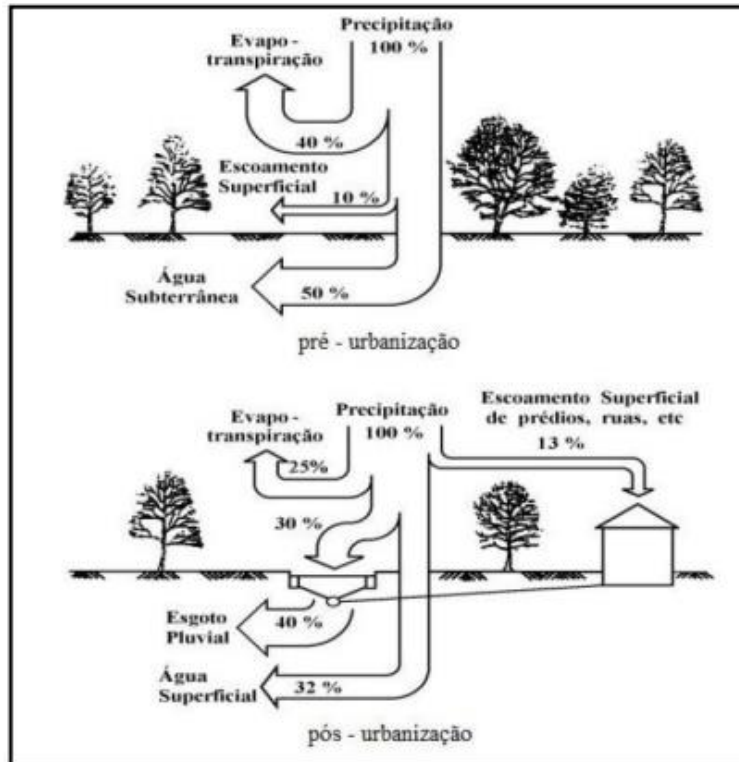 Precipitação
100 %
Evapo-
transpiração
40 %
Escoamento
Superficial
10 %
Água
Subterrânea
50 %
pré - urbanização
Escoamento Superficial
de prédios, ruas, etc
13 %
Evapo-
transpiração
Precipitação
100 %
25%
30 %
Esgoto
Pluvial
40 %
Água
Superficial
32 %
pós - urbanização